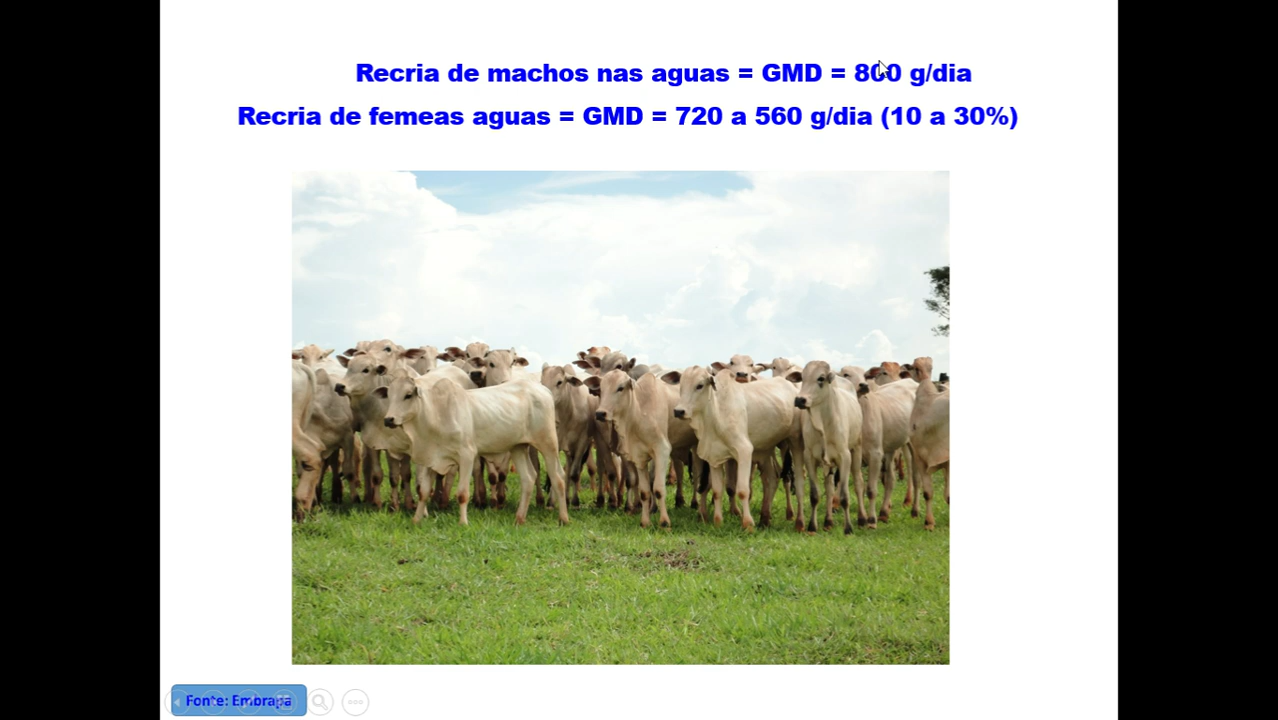 Recria de machos nas aguas = GMD = 800 g/dia
Recria de femeas aguas = GMD = 720 a 560 g/dia (10 a 30%)
Fonte: Embrapa